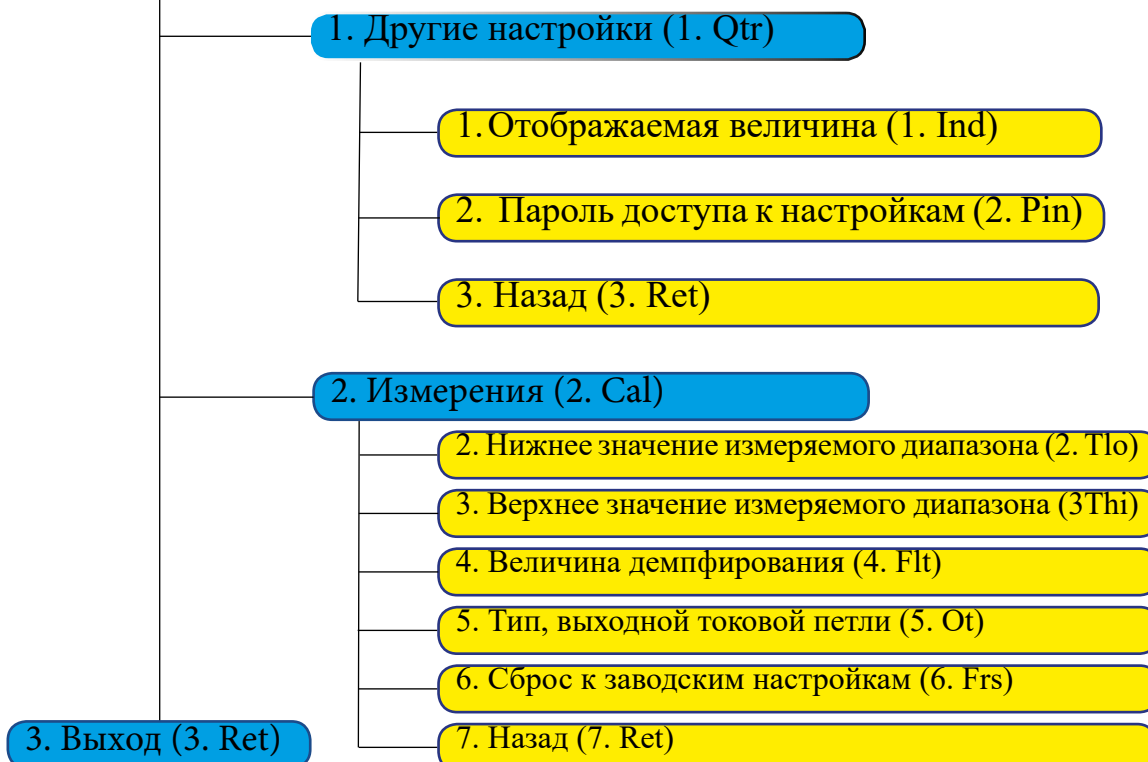 1. Другие настройки (1. Qtr)
1. Отображаемая величина (1. Ind)
2. Пароль доступа к настройкам (2. Pin)
3. Назад (3. Ret)
2. Измерения (2. Cal)
2. Нижнее значение измеряемого диапазона (2. Tlo)
3. Верхнее значение измеряемого диапазона (3Thi)
4. Величина демпфирования (4. Flt)
5. Тип, выходной токовой петли (5. Ot)
6. Сброс к заводским настройкам (6. Frs)
7. Назад (7. Ret)
3. Выход (3. Ret)